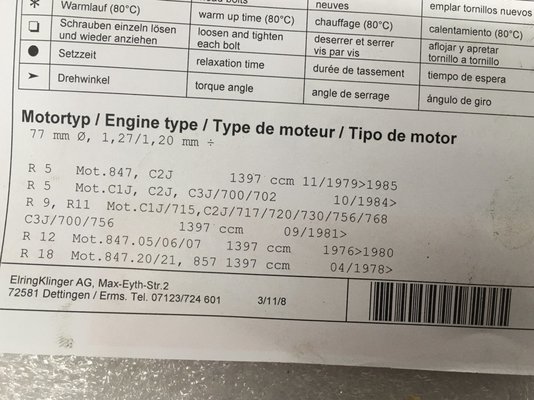 * Warmlauf (80°C) warm up time (80°C) chauffage (80°C) calentamiento (80°C)
neuves emplar tornillos nuevos
❏ Schrauben einzeln lösen loosen and tighten deserrer et serrer aflojar y apretar
und wieder anziehen each bolt vis par vis tornillo a tornillo
● Setzzeit relaxation time durée de tassement tiempo de espera
➤ Drehwinkel torque angle angle de serrage ángulo de giro
Motortyp / Engine type / Type de moteur / Tipo de motor
77 mm Ø, 1,27/1,20 mm ÷
R 5 Mot.847, C2J 1397 ccm 11/1979>1985
R 5 Mot.C1J, C2J, C3J/700/702 10/1984>
R 9, R11 Mot.C1J/715,C2J/717/720/730/756/768
C3J/700/756 1397 ccm 09/1981>
R 12 Mot.847.05/06/07 1397 ccm 1976>1980
R 18 Mot.847.20/21, 857 1397 ccm 04/1978>
ElringKlinger AG, Max-Eyth-Str.2
72581 Dettingen / Erms. Tel. 07123/724 601 3/11/8